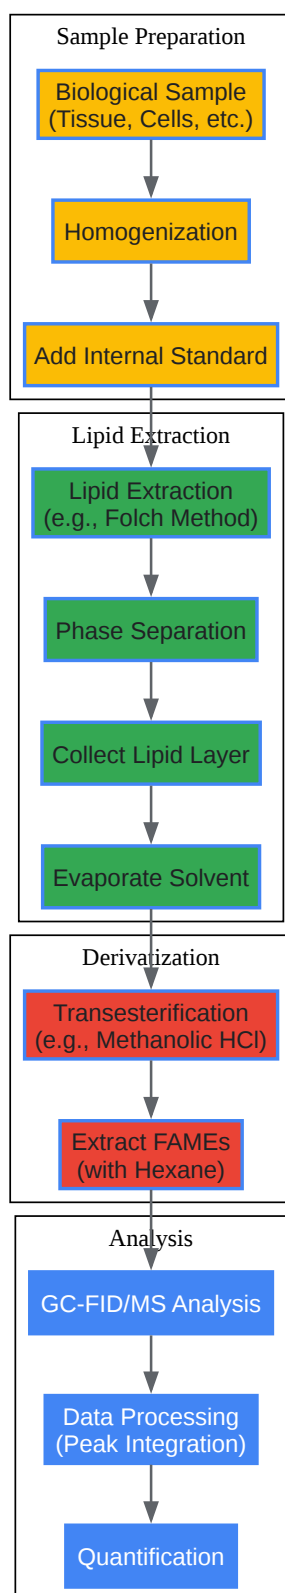 Sample Preparation
Biological Sample
(Tissue, Cells, etc.)
Homogenization
Add Internal Standard
Lipid Extraction
Lipid Extraction
(e.g., Folch Method)
Phase Separation
Collect Lipid Layer
Evaporate Solvent
Derivatization
Transesterification
(e.g., Methanolic HCl)
Extract FAMEs
(with Hexane)
Analysis
GC-FID/MS Analysis
Data Processing
(Peak Integration)
Quantification